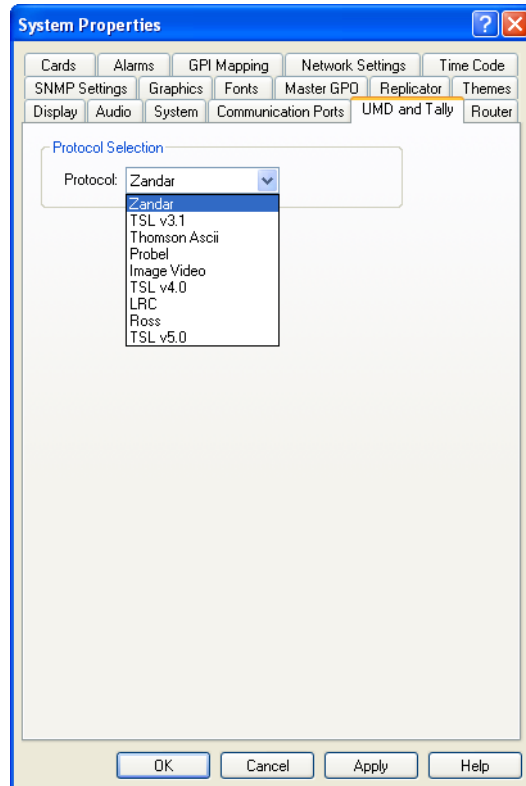 System Properties
Cards Alarms GPI Mapping Network Settings Time Code
SNMP Settings Graphics Fonts Master GPO Replicator Themes
Display Audio System Communication Ports UMD and Tally Router
Protocol Selection
Protocol: Zandar
Zandar
TSL v3.1
Thomson Ascii
Probel
Image Video
TSL v4.0
LRC
Ross
TSL v5.0
OK Cancel Apply Help